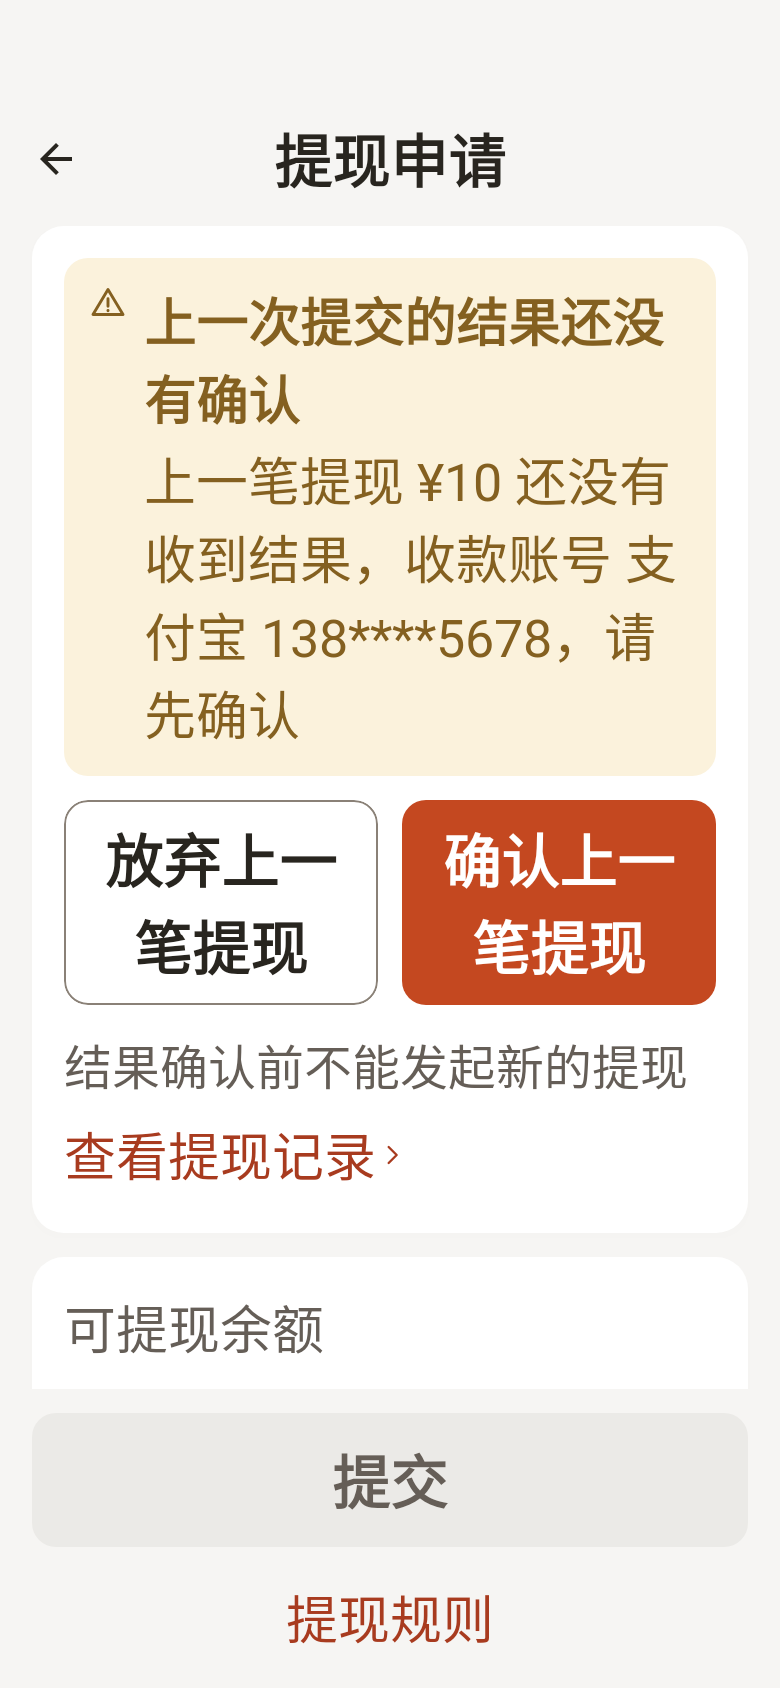 提现申请
上一次提交的结果还没
有确认
上一笔提现 ¥10 还没有
收到结果，收款账号 支
付宝 138****5678，请
先确认
放弃上一
笔提现
确认上一
笔提现
结果确认前不能发起新的提现
查看提现记录
可提现余额
提交
提现规则